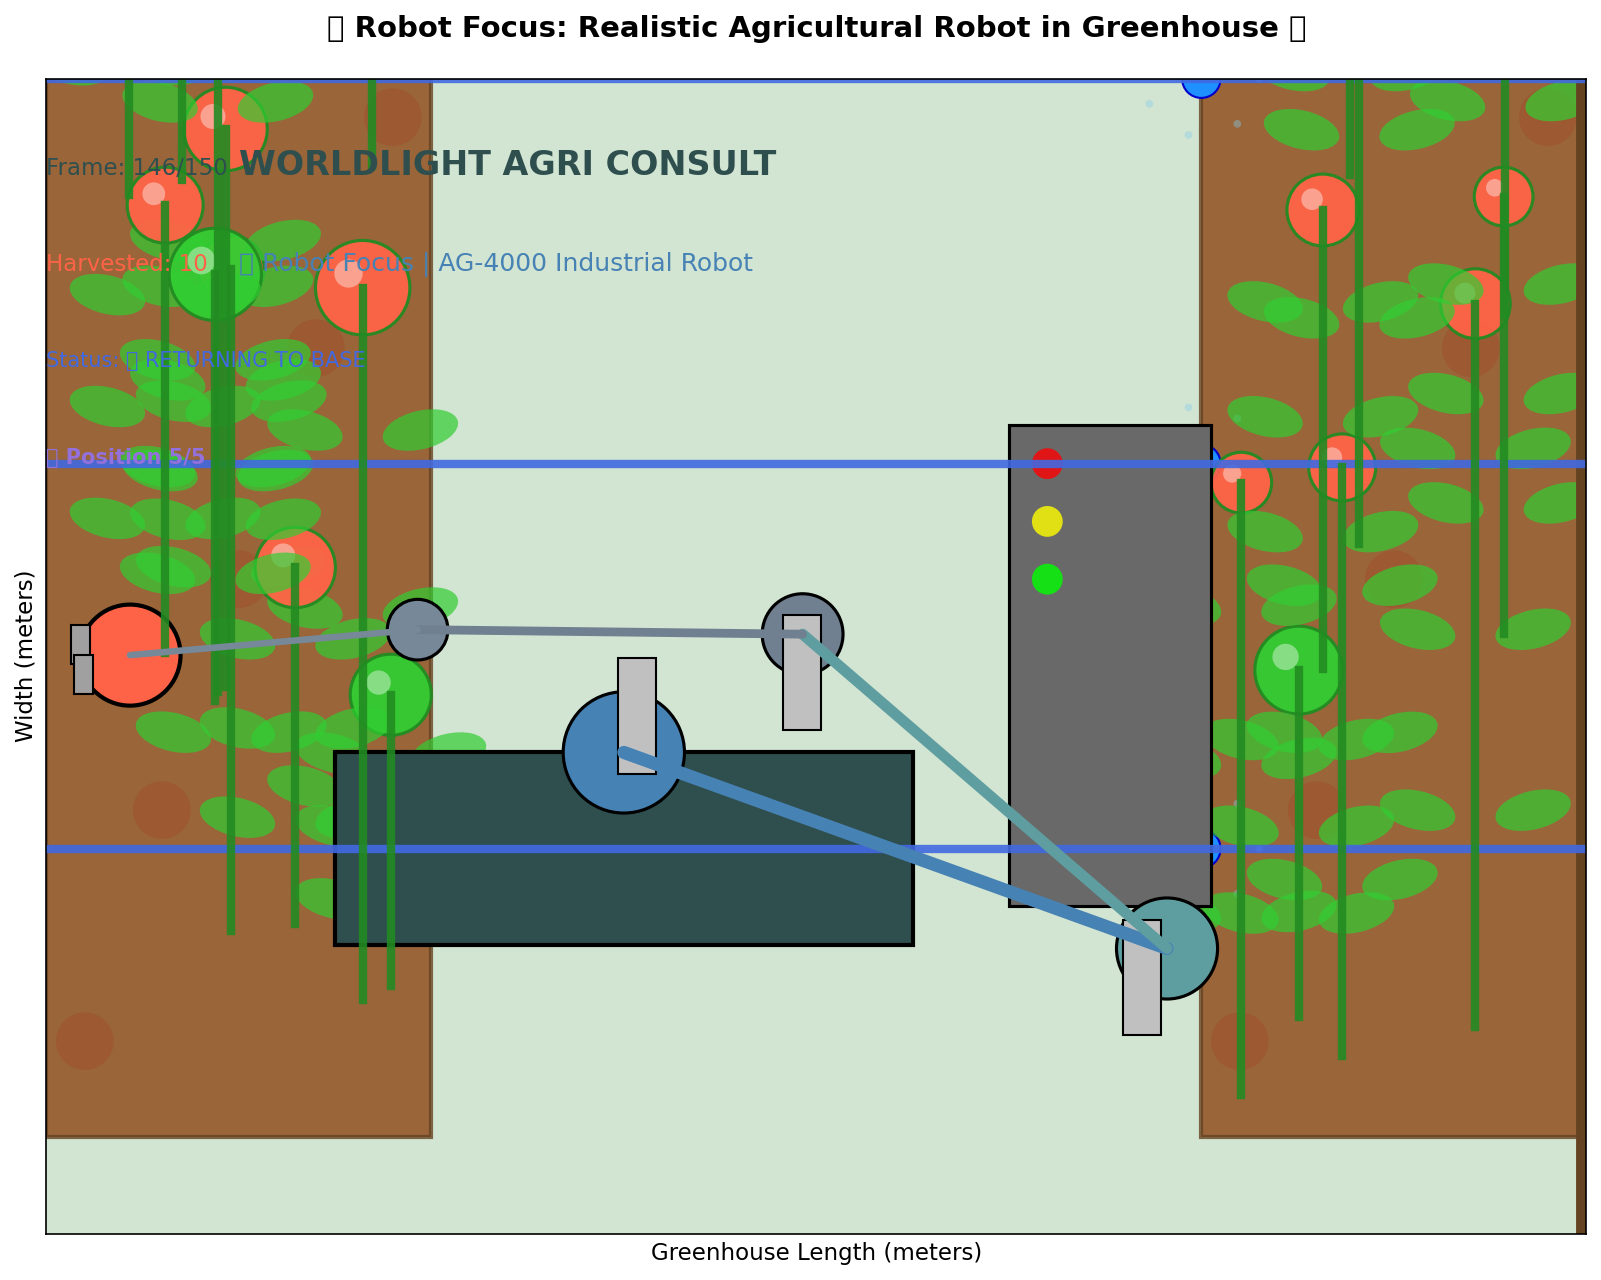 Robot Focus: Realistic Agricultural Robot in Greenhouse
Frame: 146/150
WORLDLIGHT AGRI CONSULT
Harvested: 10
Robot Focus | AG-4000 Industrial Robot
Status: RETURNING TO BASE
Position 5/5
Width (meters)
Greenhouse Length (meters)